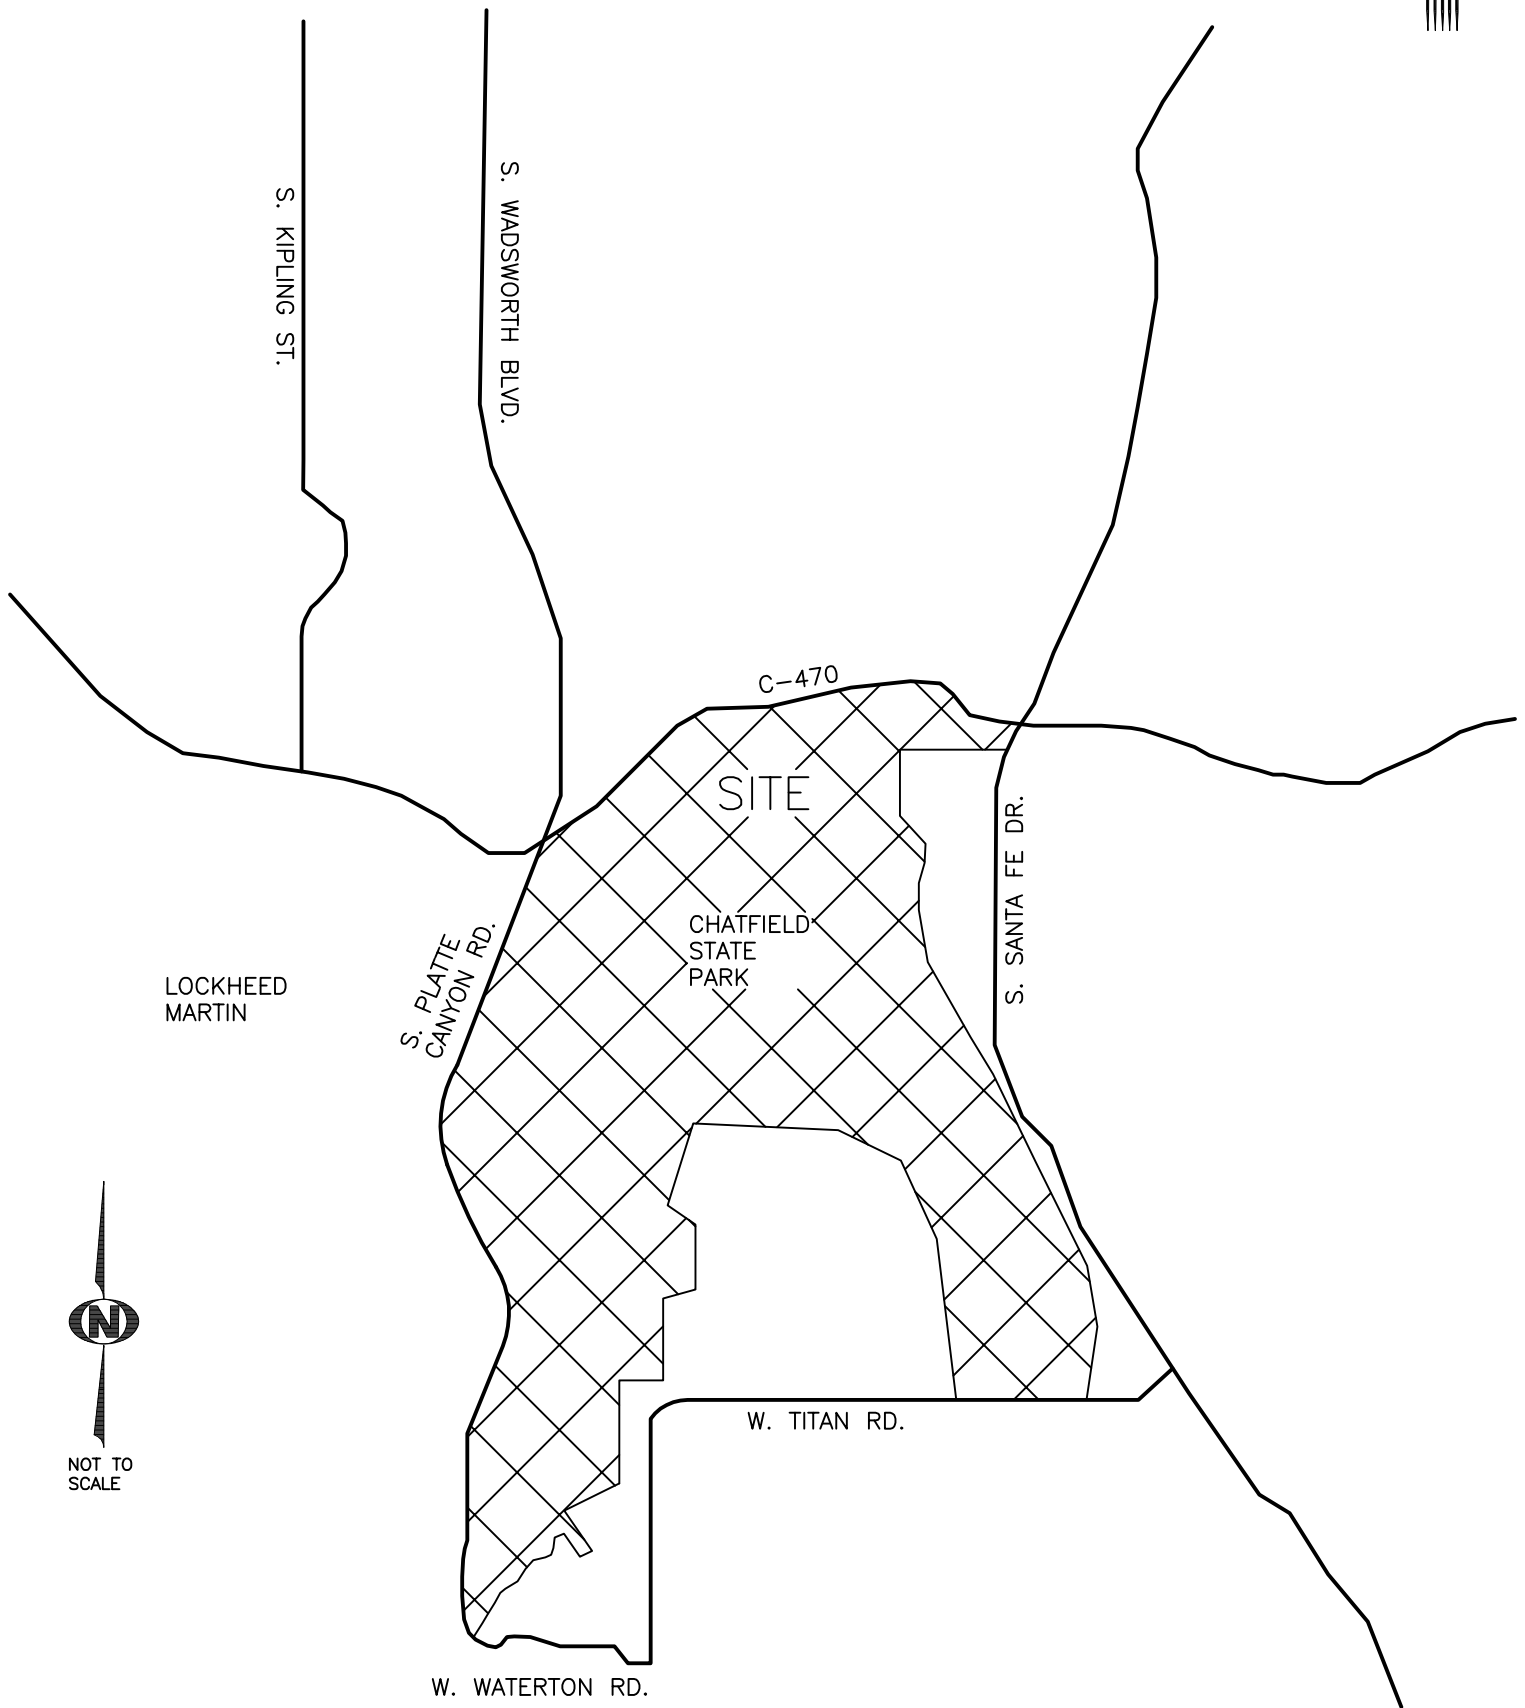 S. KIPLING ST.
S. WADSWORTH BLVD.
C-470
SITE
S. SANTA FE DR.
CHATFIELD
STATE
PARK
S. PLATTE
CANYON RD.
LOCKHEED
MARTIN
N
NOT TO
SCALE
W. TITAN RD.
W. WATERTON RD.